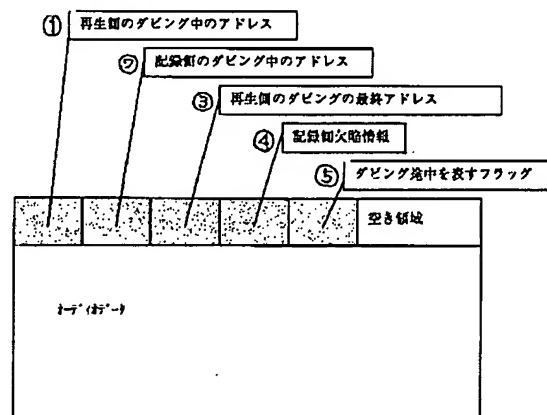 ① 再生側のダビング中のアドレス
② 記録側のダビング中のアドレス
③ 再生側のダビングの最終アドレス
④ 記録側欠陥情報
⑤ ダビング途中を表すフラッグ
空き領域
オーディオデータ